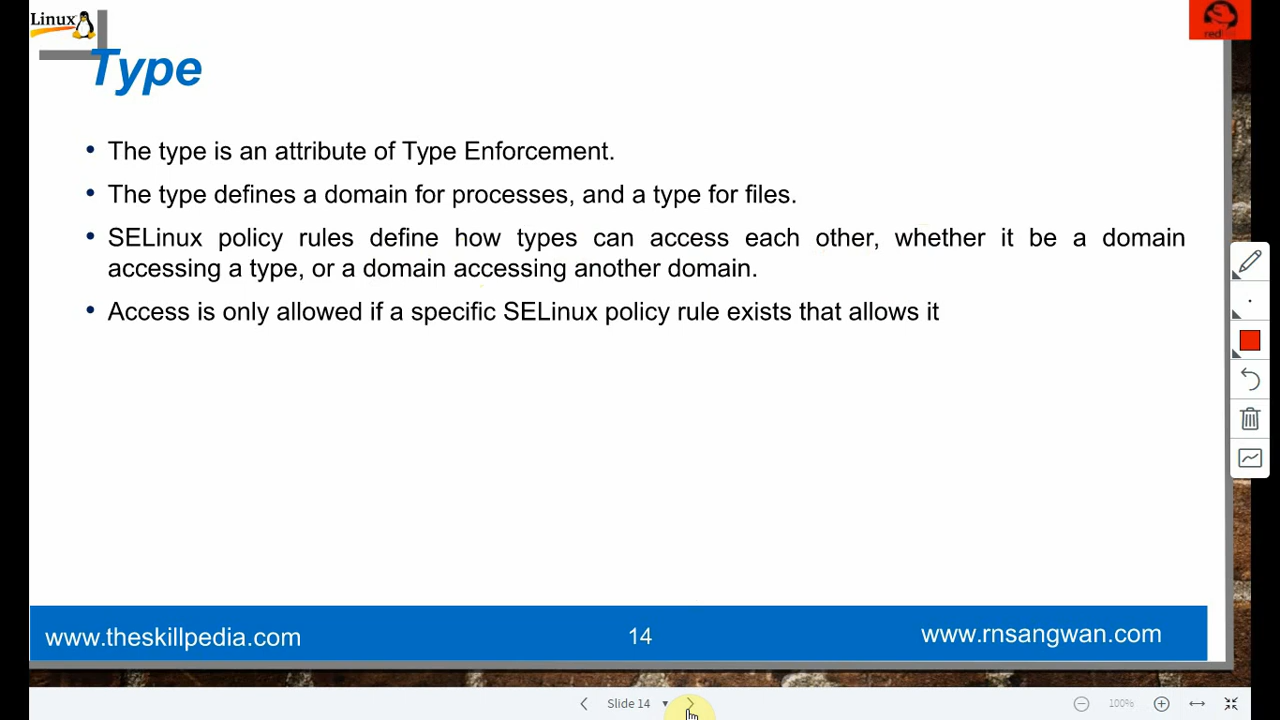 Linux
red
Type
• The type is an attribute of Type Enforcement.
• The type defines a domain for processes, and a type for files.
• SELinux policy rules define how types can access each other, whether it be a domain
accessing a type, or a domain accessing another domain.
• Access is only allowed if a specific SELinux policy rule exists that allows it
www.theskillpedia.com
14
www.rnsangwan.com
Slide 14
100%